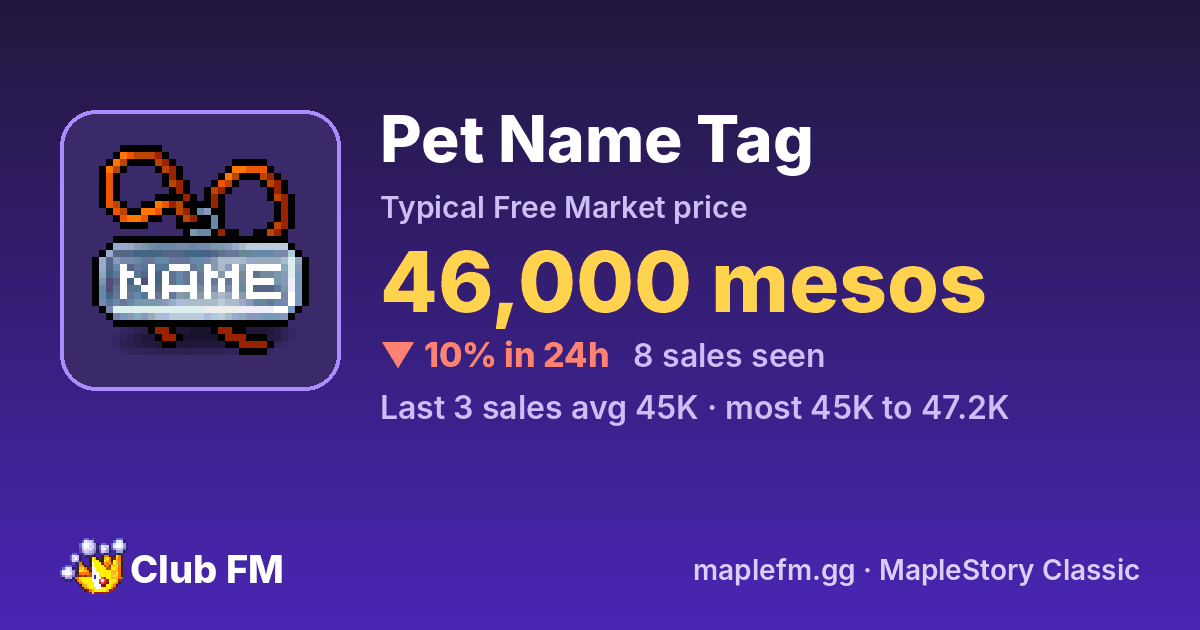 NAME
Pet Name Tag
Typical Free Market price
46,000 mesos
▼ 10% in 24h 8 sales seen
Last 3 sales avg 45K · most 45K to 47.2K
Club FM
maplefm.gg · MapleStory Classic